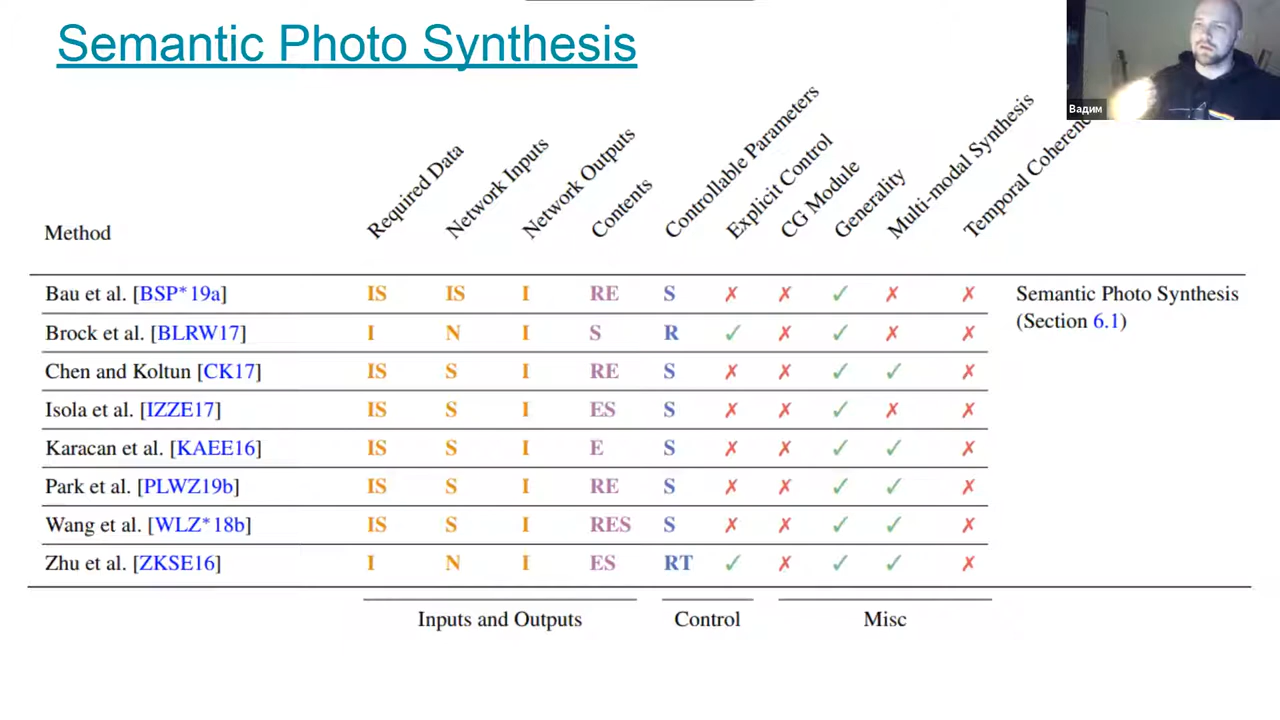 Semantic Photo Synthesis
Вадим
Method Required Data Network Inputs Network Outputs Contents Controllable Parameters Explicit Control CG Module Generality Multi-modal Synthesis Temporal
Bau et al. [BSP*19a] IS IS I RE S ✗ ✗ ✓ ✗ ✗ Semantic Photo Synthesis
(Section 6.1)
Brock et al. [BLRW17] I N I S R ✓ ✗ ✓ ✗ ✗
Chen and Koltun [CK17] IS S I RE S ✗ ✗ ✓ ✓ ✗
Isola et al. [IZZE17] IS S I ES S ✗ ✗ ✓ ✗ ✗
Karacan et al. [KAEE16] IS S I E S ✗ ✗ ✓ ✓ ✗
Park et al. [PLWZ19b] IS S I RE S ✗ ✗ ✓ ✓ ✗
Wang et al. [WLZ*18b] IS S I RES S ✗ ✗ ✓ ✓ ✗
Zhu et al. [ZKSE16] I N I ES RT ✓ ✗ ✓ ✓ ✗
Inputs and Outputs Control Misc